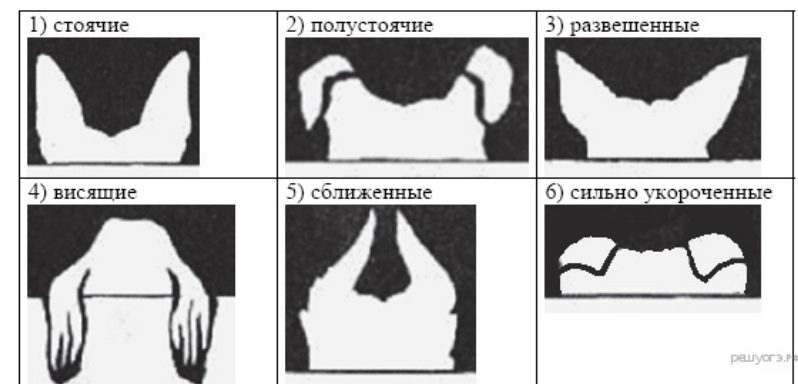 1) стоячие
2) полустоячие
3) развешенные
4) висящие
5) сближенные
6) сильно укороченные
решуогэ.рф